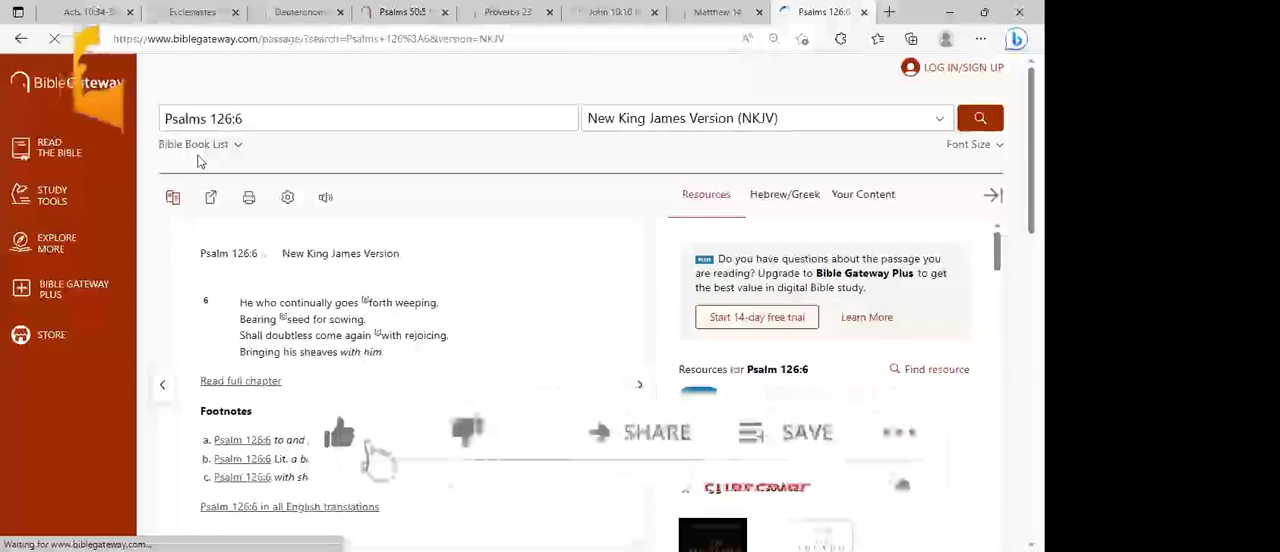 Acts 10:34-3
Ecclesiastes
Deuteronom
Psalms 50:5
Proverbs 23
John 10:10
Matthew 14
Psalms 126:6
https://www.biblegateway.com/passage/?search=Psalms+126%3A6&version=NKJV
BibleGateway
LOG IN/SIGN UP
Psalms 126:6
New King James Version (NKJV)
Bible Book List
Font Size
READ
THE BIBLE
STUDY
TOOLS
EXPLORE
MORE
BIBLE GATEWAY
PLUS
STORE
Resources
Hebrew/Greek
Your Content
Psalm 126:6
New King James Version
6 He who continually goes [a]forth weeping,
Bearing [b]seed for sowing,
Shall doubtless come again [c]with rejoicing,
Bringing his sheaves with him.
Read full chapter
Footnotes
a. Psalm 126:6 to and
b. Psalm 126:6 Lit. a b
c. Psalm 126:6 with sh
Psalm 126:6 in all English translations
PLUS Do you have questions about the passage you
are reading? Upgrade to Bible Gateway Plus to get
the best value in digital Bible study.
Start 14-day free trial
Learn More
Resources for Psalm 126:6
Find resource
SHARE
SAVE
Waiting for www.biblegateway.com...